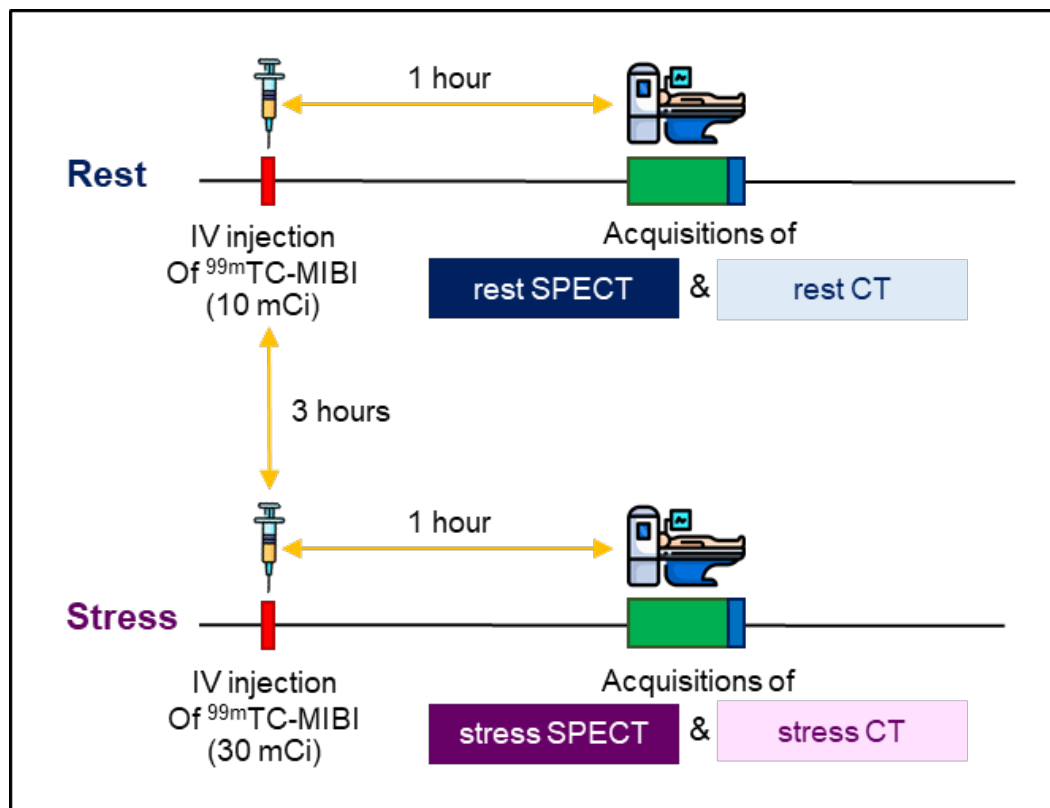 1 hour
Rest
IV injection
Of ⁹⁹ᵐTC-MIBI
(10 mCi)
Acquisitions of
rest SPECT & rest CT
3 hours
1 hour
Stress
IV injection
Of ⁹⁹ᵐTC-MIBI
(30 mCi)
Acquisitions of
stress SPECT & stress CT